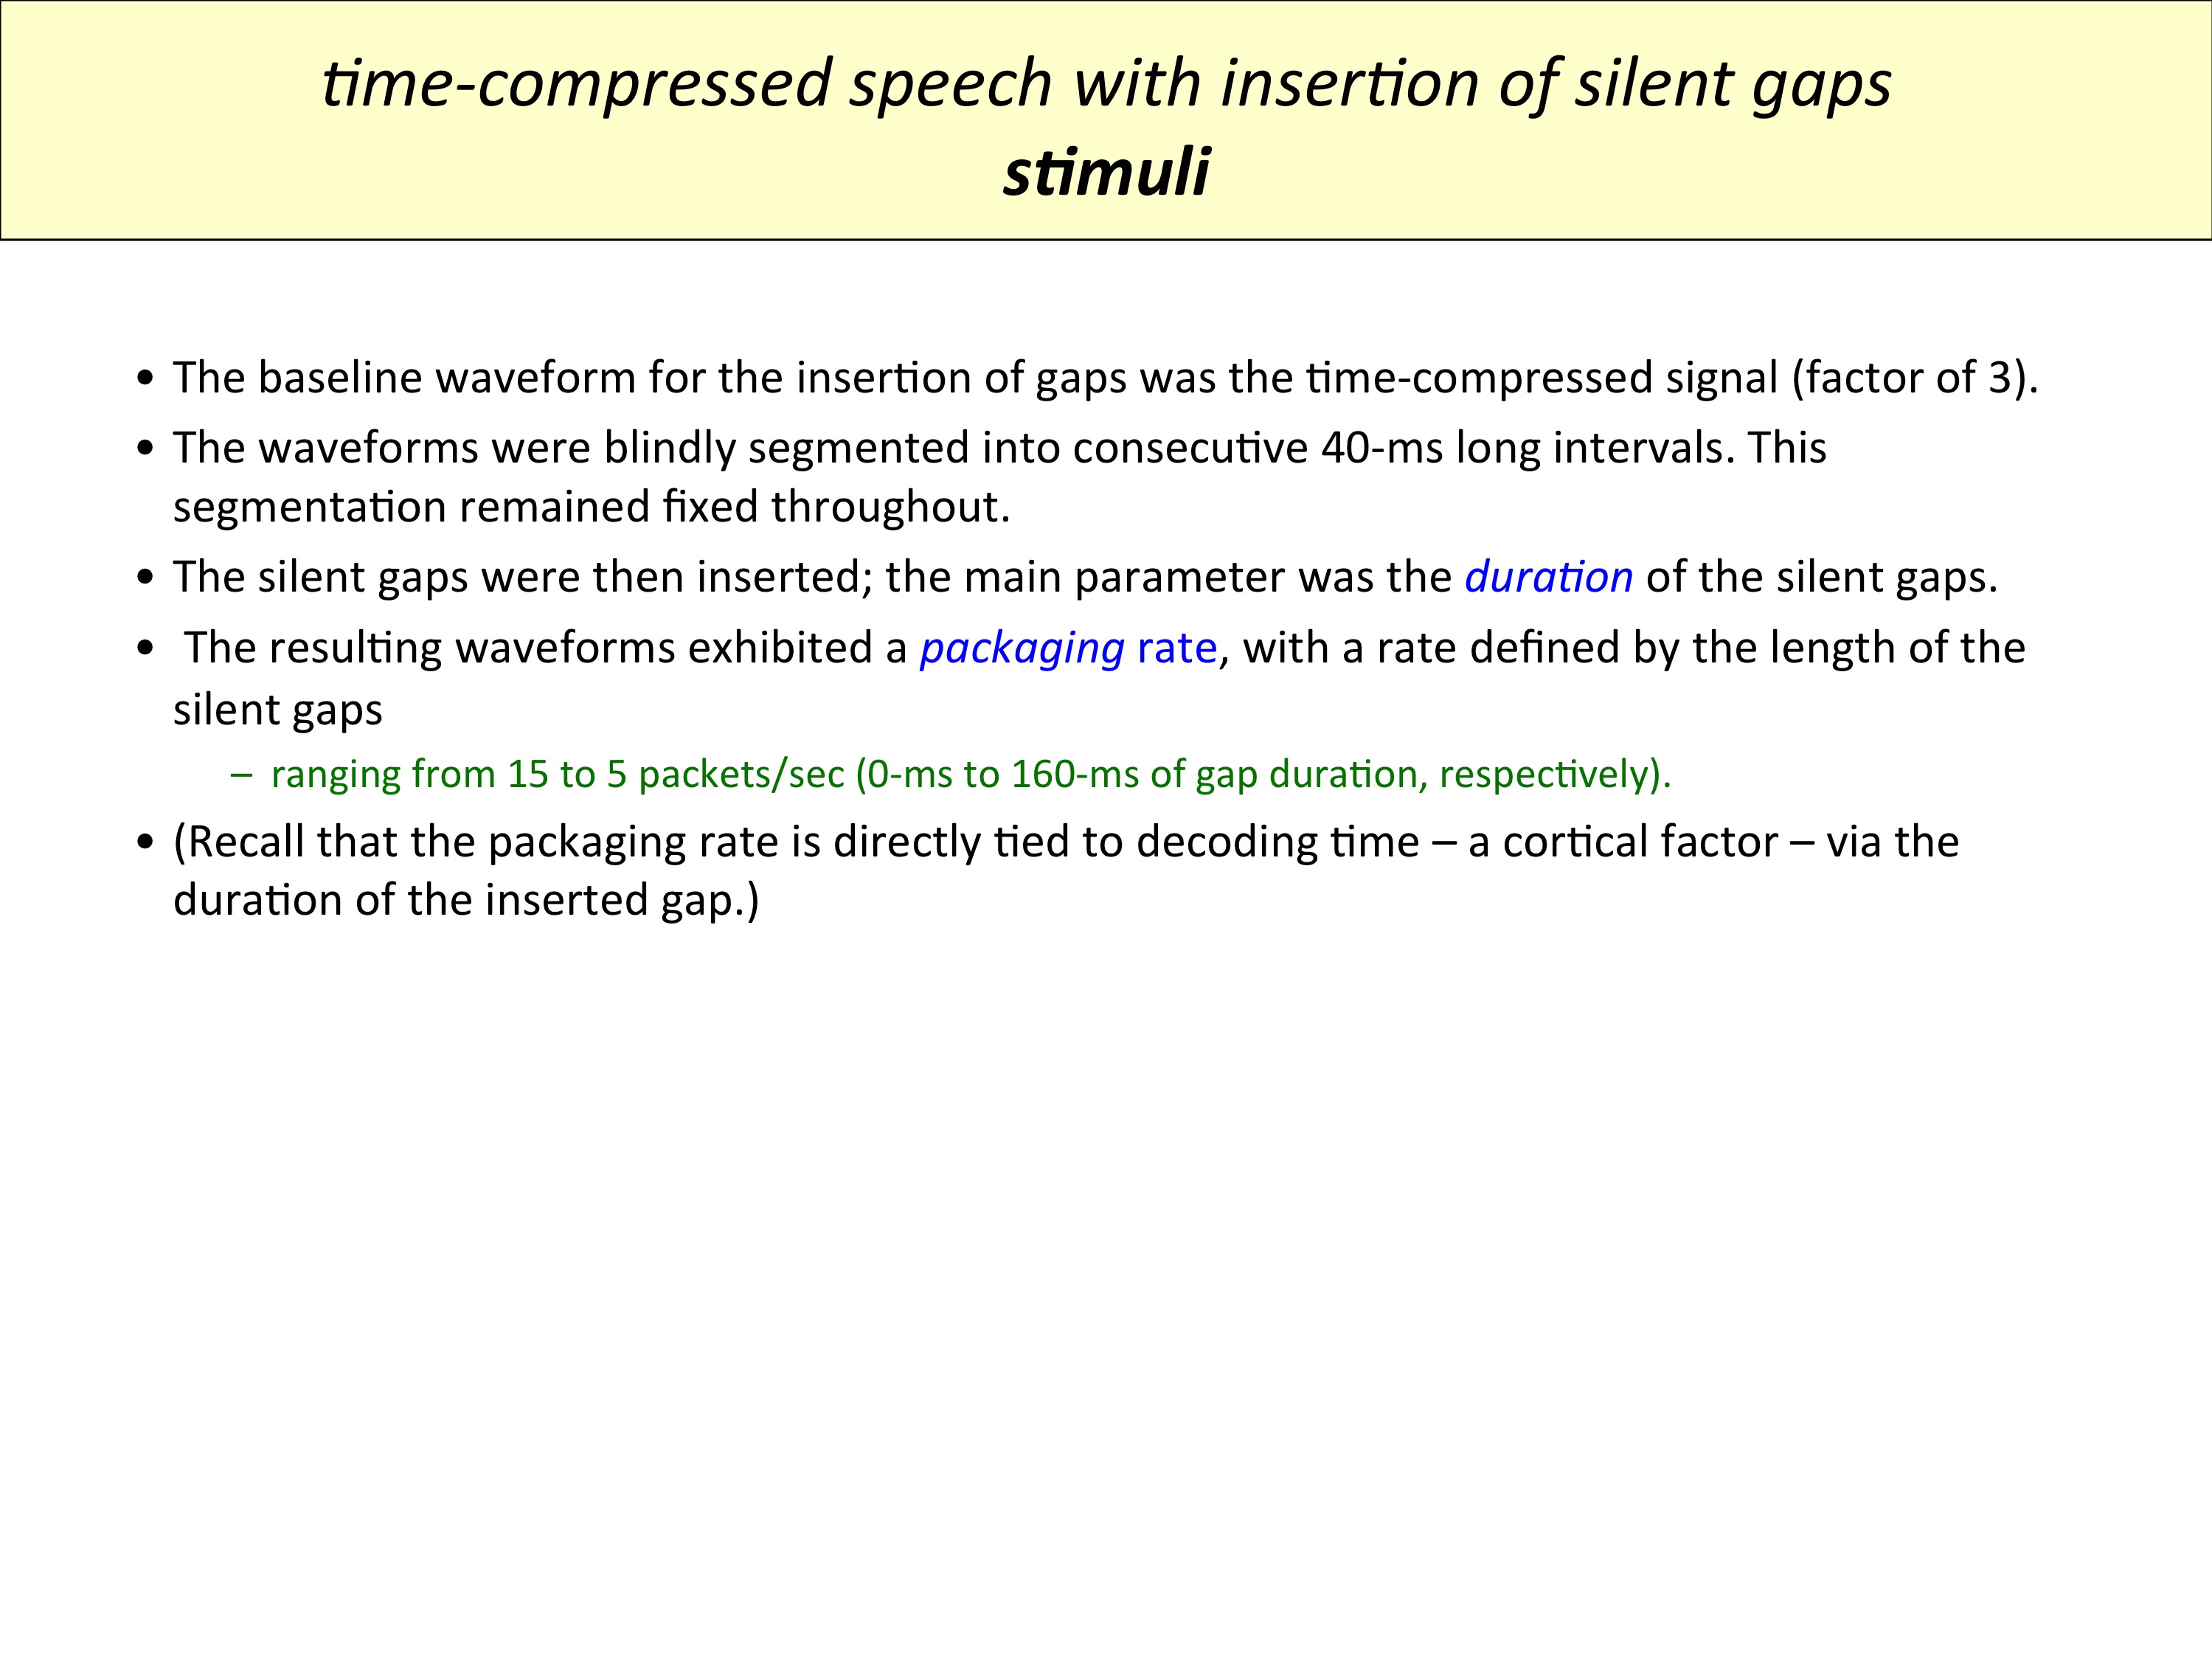 time-compressed speech with insertion of silent gaps
stimuli
• The baseline waveform for the insertion of gaps was the time-compressed signal (factor of 3).
• The waveforms were blindly segmented into consecutive 40-ms long intervals. This
segmentation remained fixed throughout.
• The silent gaps were then inserted; the main parameter was the duration of the silent gaps.
• The resulting waveforms exhibited a packaging rate, with a rate defined by the length of the
silent gaps
– ranging from 15 to 5 packets/sec (0-ms to 160-ms of gap duration, respectively).
• (Recall that the packaging rate is directly tied to decoding time – a cortical factor – via the
duration of the inserted gap.)